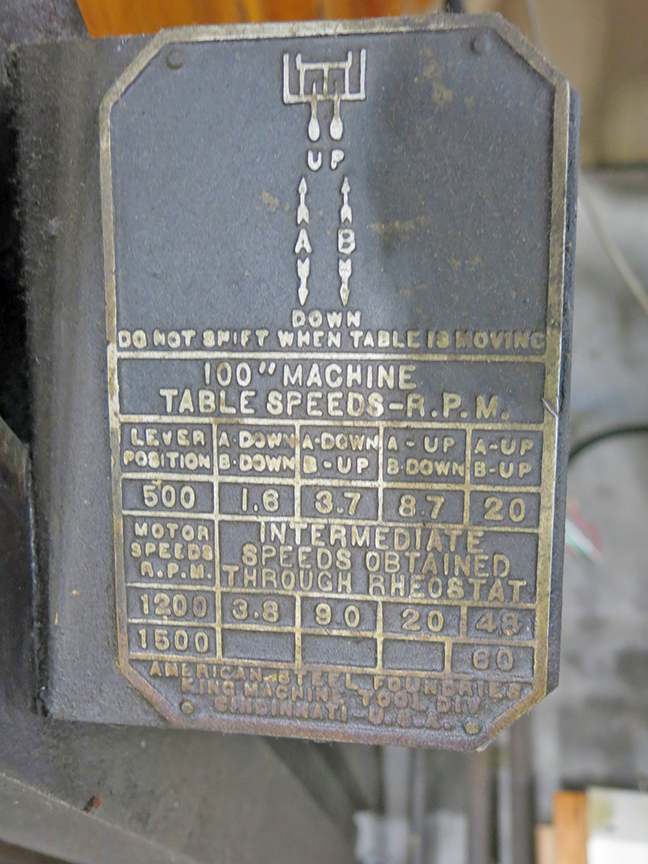 UP
A B
DOWN
DO NOT SHIFT WHEN TABLE IS MOVING
100" MACHINE
TABLE SPEEDS-R.P.M.
LEVER POSITION A-DOWN B-DOWN A-DOWN B-UP A-UP B-DOWN A-UP B-UP
500 1.6 3.7 8.7 20
MOTOR SPEEDS R.P.M. INTERMEDIATE SPEEDS OBTAINED THROUGH RHEOSTAT
1200 3.8 9.0 20 48
1500 60
AMERICAN STEEL FOUNDRIES
KING MACHINE TOOL DIV.
CINCINNATI-U.S.A.